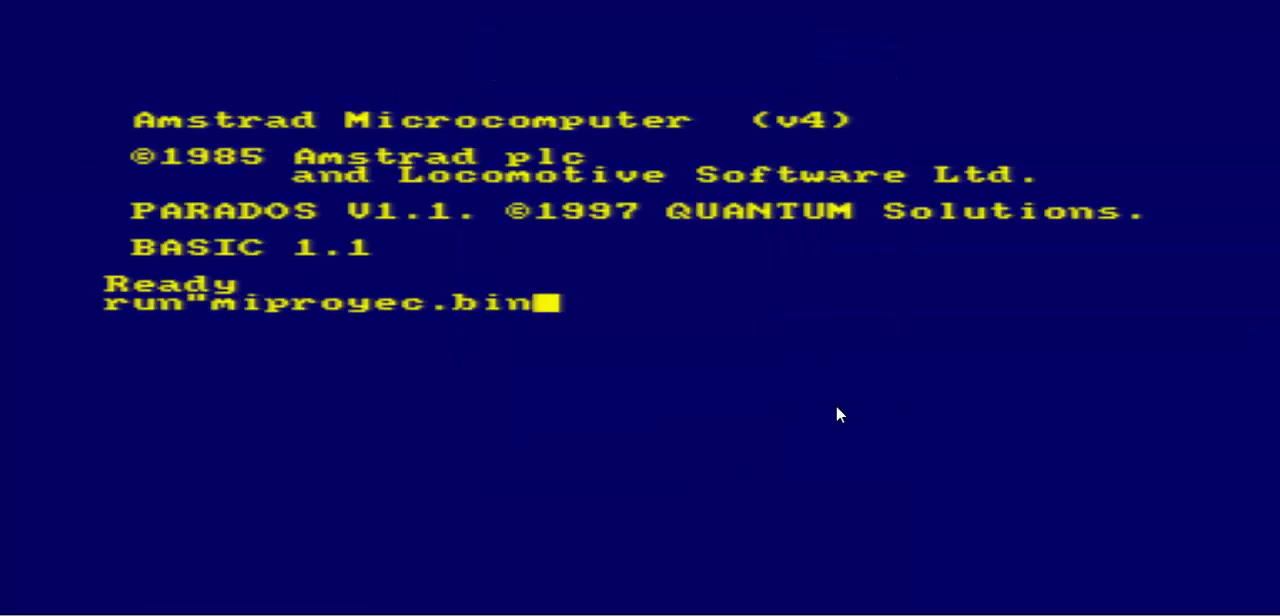 Amstrad Microcomputer (v4)
©1985 Amstrad plc
and Locomotive Software Ltd.
PARADOS V1.1. ©1997 QUANTUM Solutions.
BASIC 1.1
Ready
run"miproyec.bin